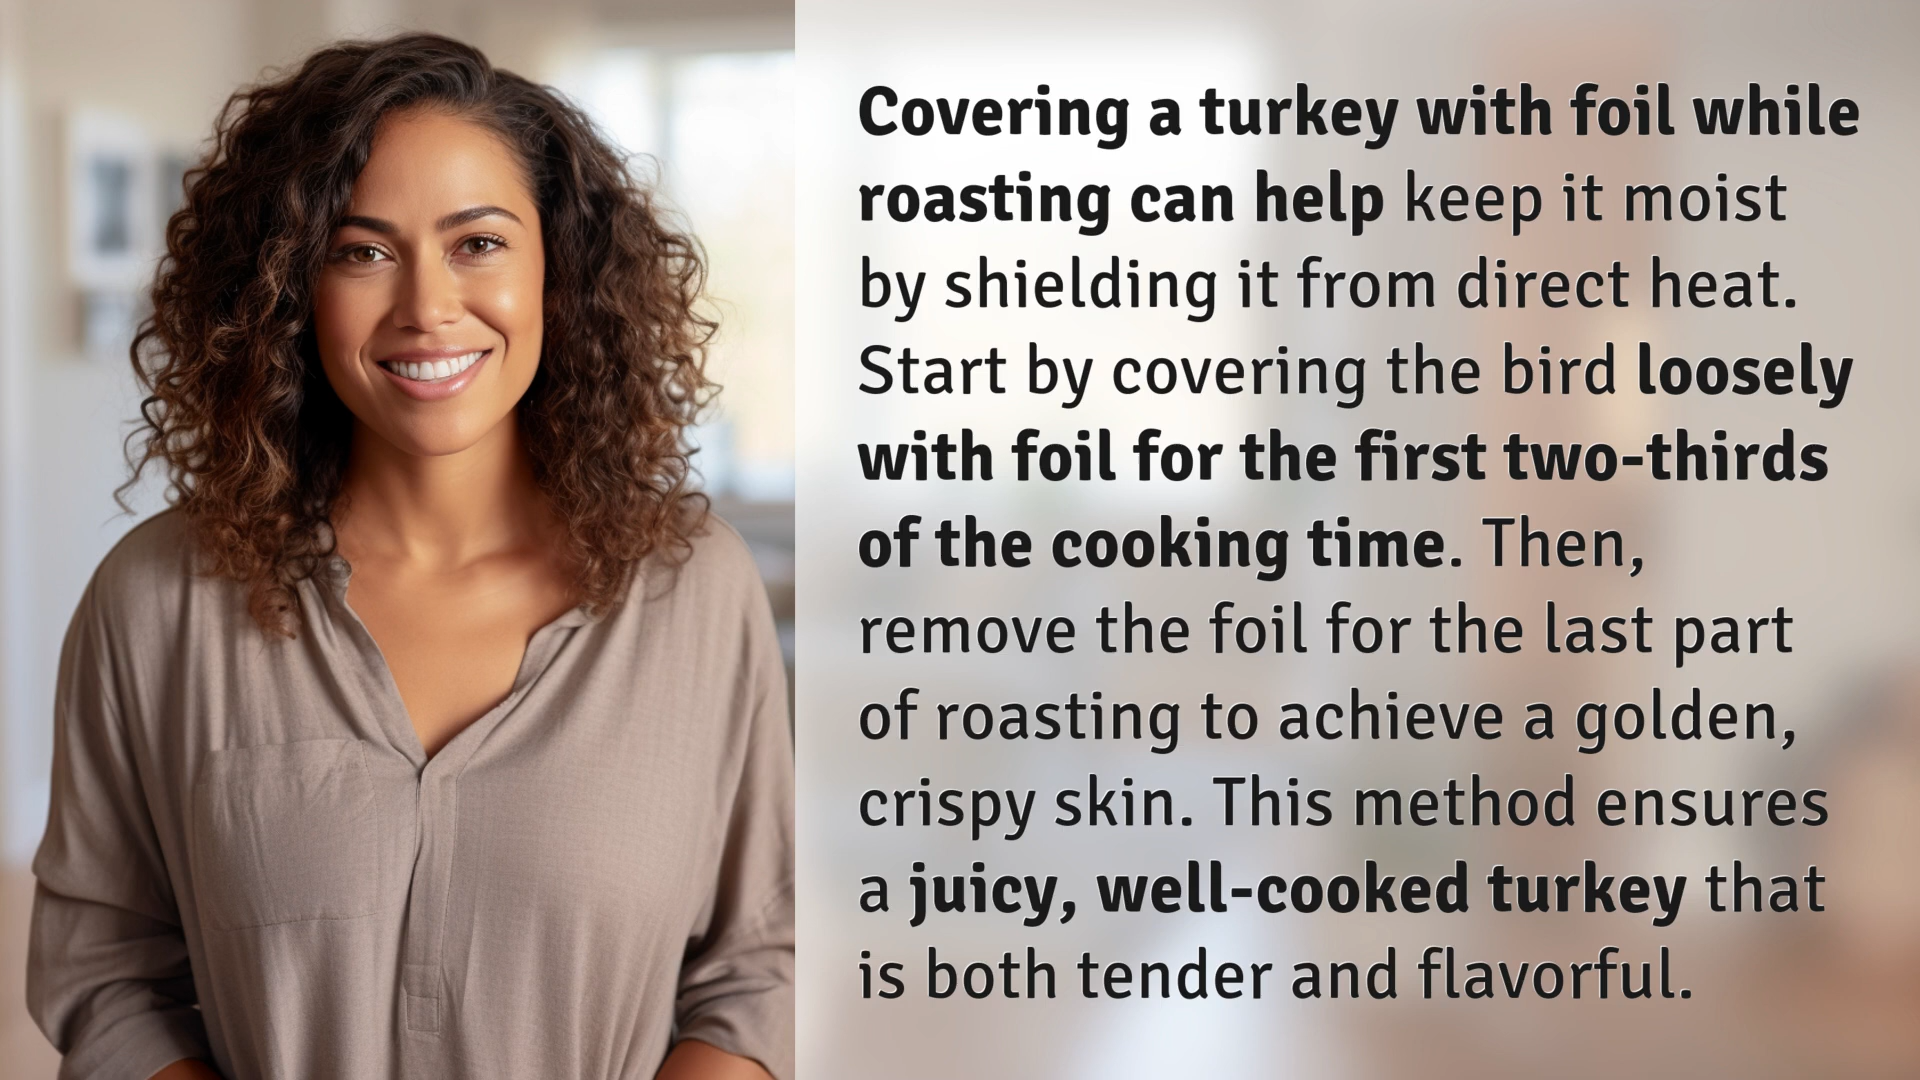 Covering a turkey with foil while
roasting can help keep it moist
by shielding it from direct heat.
Start by covering the bird loosely
with foil for the first two-thirds
of the cooking time. Then,
remove the foil for the last part
of roasting to achieve a golden,
crispy skin. This method ensures
a juicy, well-cooked turkey that
is both tender and flavorful.